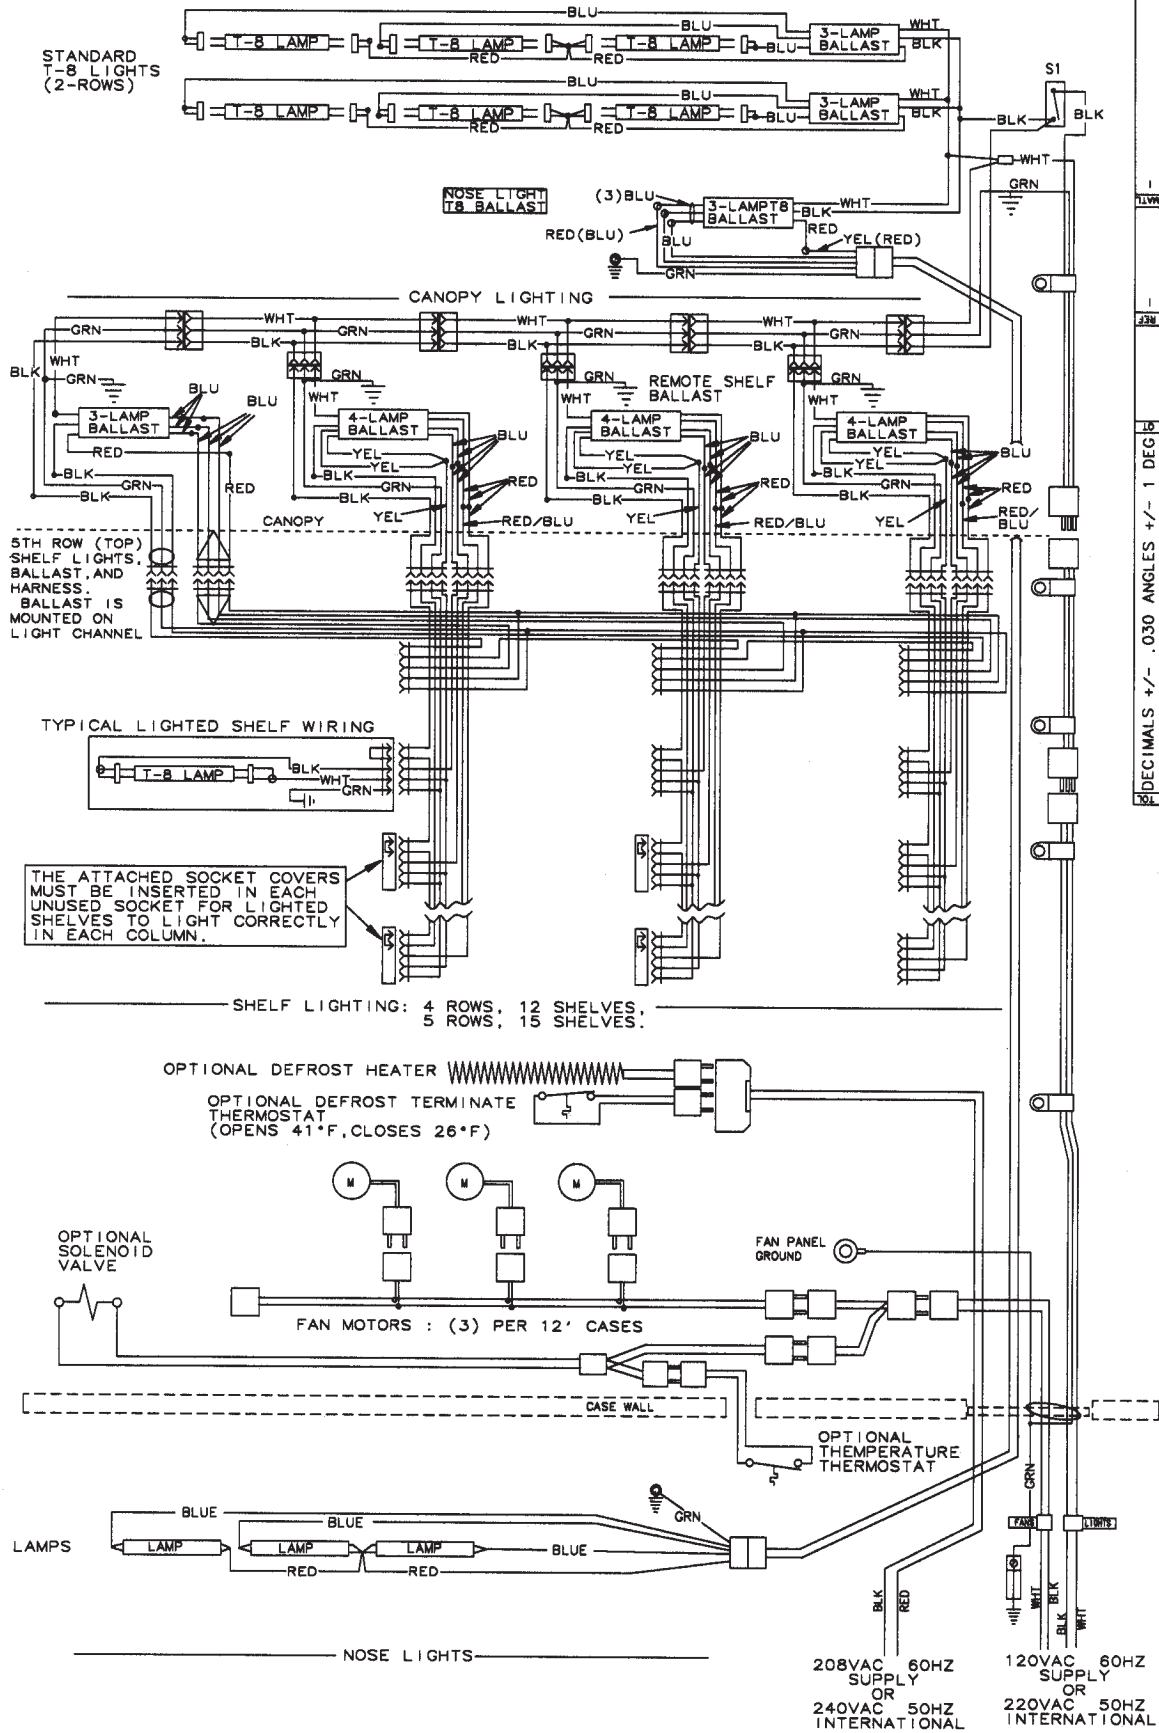 BLU
BLU
WHT
3-LAMP
BALLAST
BLK
T-8 LAMP
T-8 LAMP
T-8 LAMP
BLU
RED
RED
STANDARD
T-8 LIGHTS
(2-ROWS)
BLU
BLU
WHT
3-LAMP
BALLAST
BLK
T-8 LAMP
T-8 LAMP
T-8 LAMP
BLU
RED
RED
S1
BLK
BLK
WHT
GRN
NOSE LIGHT
T8 BALLAST
(3)BLU
3-LAMPT8
BALLAST
WHT
BLK
RED
RED(BLU)
BLU
YEL(RED)
GRN
CANOPY LIGHTING
WHT
WHT
WHT
GRN
GRN
GRN
GRN
BLK
BLK
BLK
WHT
BLK
GRN
BLU
BLU
GRN
WHT
GRN
WHT
REMOTE SHELF
BALLAST
GRN
WHT
3-LAMP
BALLAST
4-LAMP
BALLAST
4-LAMP
BALLAST
4-LAMP
BALLAST
BLU
BLU
BLU
RED
YEL
YEL
YEL
YEL
YEL
YEL
BLK
BLK
BLK
BLK
GRN
RED
GRN
RED
GRN
RED
GRN
RED
BLK
BLK
BLK
BLK
YEL
RED/BLU
YEL
RED/BLU
YEL
RED/
BLU
CANOPY
5TH ROW (TOP)
SHELF LIGHTS,
BALLAST,AND
HARNESS.
BALLAST IS
MOUNTED ON
LIGHT CHANNEL
TYPICAL LIGHTED SHELF WIRING
T-8 LAMP
BLK
WHT
GRN
THE ATTACHED SOCKET COVERS
MUST BE INSERTED IN EACH
UNUSED SOCKET FOR LIGHTED
SHELVES TO LIGHT CORRECTLY
IN EACH COLUMN.
SHELF LIGHTING: 4 ROWS, 12 SHELVES,
5 ROWS, 15 SHELVES.
OPTIONAL DEFROST HEATER
OPTIONAL DEFROST TERMINATE
THERMOSTAT
(OPENS 41°F,CLOSES 26°F)
M
M
M
OPTIONAL
SOLENOID
VALVE
FAN PANEL
GROUND
FAN MOTORS : (3) PER 12' CASES
CASE WALL
OPTIONAL
THEMPERATURE
THERMOSTAT
GRN
FANS
LIGHTS
GRN
BLUE
BLUE
LAMPS
LAMP
LAMP
LAMP
BLUE
RED
RED
NOSE LIGHTS
BLK
RED
WHT
BLK
BLK
WHT
208VAC 60HZ
SUPPLY
OR
240VAC 50HZ
INTERNATIONAL
120VAC 60HZ
SUPPLY
OR
220VAC 50HZ
INTERNATIONAL
MATL
-
REF
-
TOL
DECIMALS +/- .030 ANGLES +/- 1 DEG